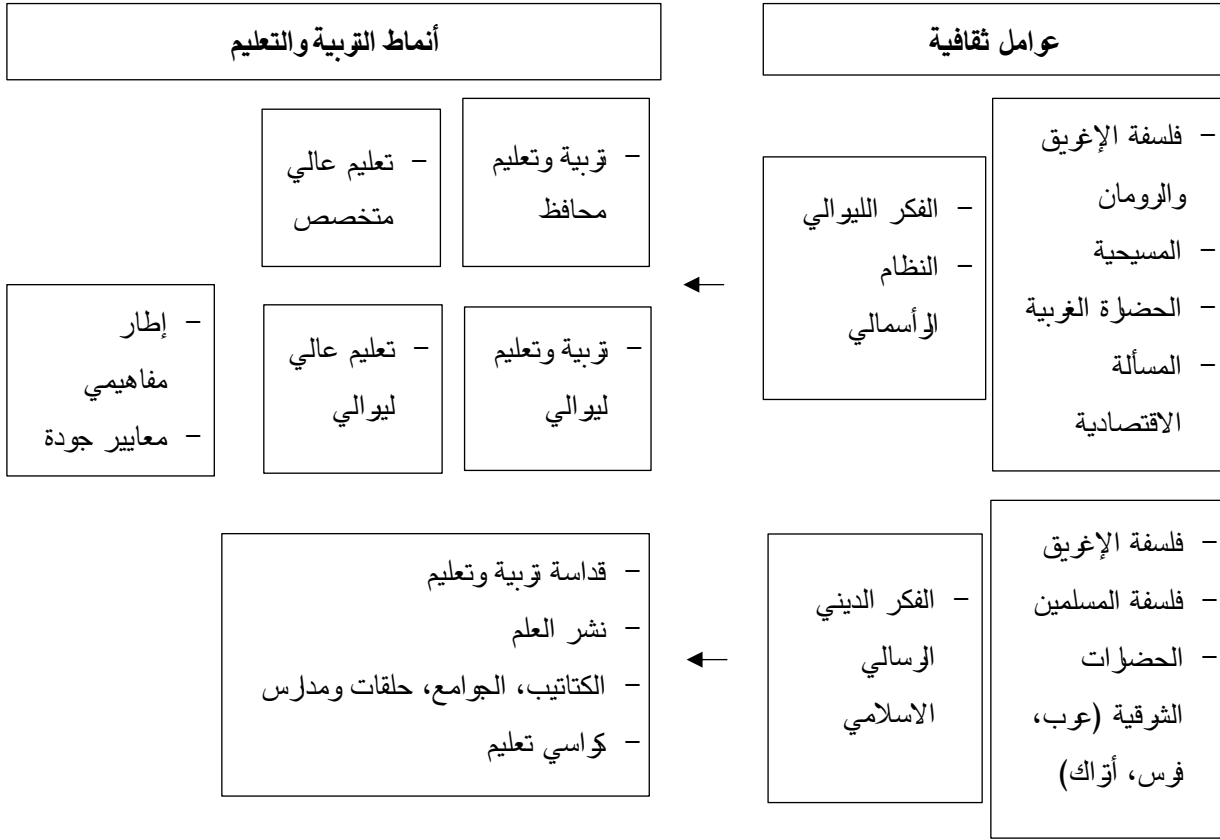 عوامل ثقافية
أنماط التربية والتعليم
– فلسفة الإغريق
والرومان
– المسيحية
– الحضارة الغربية
– المسألة
الاقتصادية
– الفكر الليبرالي
– النظام
الرأسمالي
– تربية وتعليم
محافظ
– تعليم عالي
متخصص
– تربية وتعليم
ليبرالي
– تعليم عالي
ليبرالي
– إطار
مفاهيمي
– معايير جودة
– فلسفة الإغريق
– فلسفة المسلمين
– الحضارات
الشرقية (عرب،
فرس، أتراك)
– الفكر الديني
الرسالي
الاسلامي
– قداسة تربية وتعليم
– نشر العلم
– الكتاتيب، الجوامع، حلقات ومدارس
– كراسي تعليم